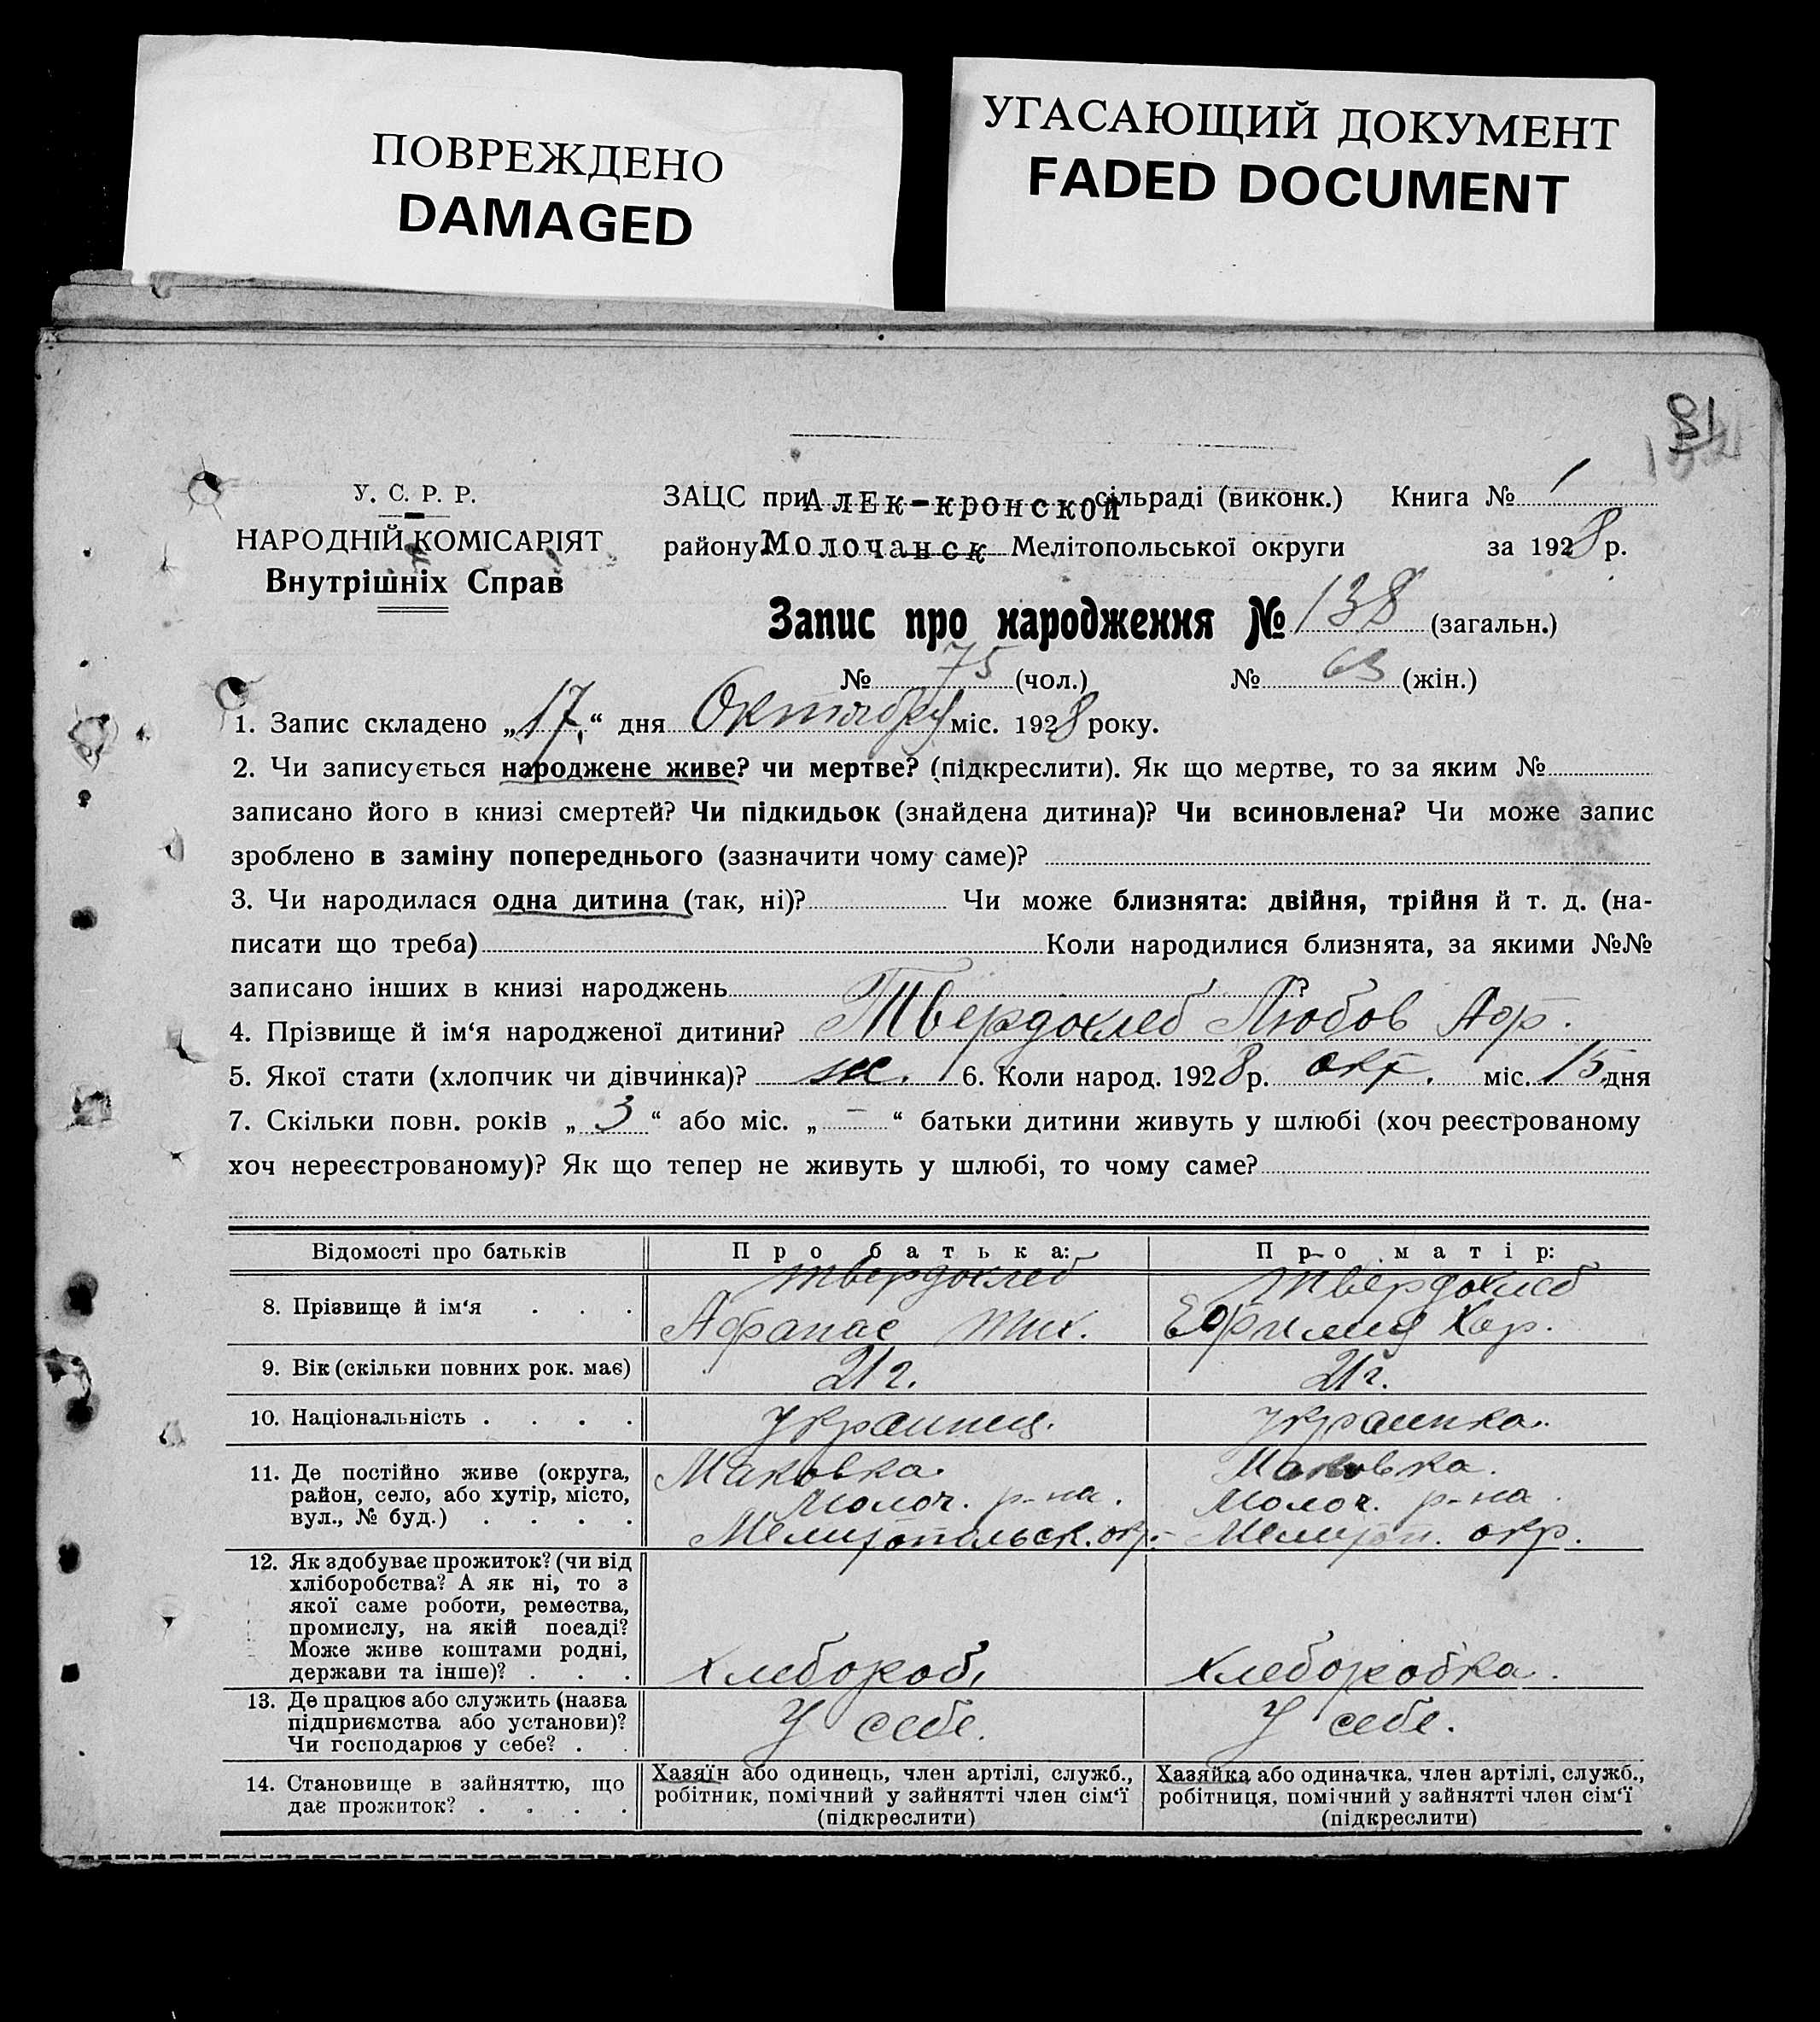 ПОВРЕЖДЕНО
DAMAGED
УГАСАЮЩИЙ ДОКУМЕНТ
FADED DOCUMENT
81
У. С. Р. Р.
НАРОДНІЙ КОМІСАРІЯТ
Внутрішніх Справ
ЗАЦС при Алек-кронской сільраді (виконк.) Книга № 1
району Молочанск Мелітопольської округи за 1928 р.
Запис про народження № 138 (загальн.)
№ 75 (чол.) № 63 (жін.)
1. Запис складено „17“ дня Октября міс. 1928 року.
2. Чи записується народжене живе? чи мертве? (підкреслити). Як що мертве, то за яким №
записано його в книзі смертей? Чи підкидьок (знайдена дитина)? Чи всиновлена? Чи може запис
зроблено в заміну попереднього (зазначити чому саме)?
3. Чи народилася одна дитина (так, ні)? Чи може близнята: двійня, трійня й т. д. (на-
писати що треба) Коли народилися близнята, за якими №№
записано інших в книзі народжень ?
4. Прізвище й ім‘я народженої дитини? Твердохлеб Любов Аф.
5. Якої стати (хлопчик чи дівчинка)? ж. 6. Коли народ. 1928 р. окт. міс. 15 дня
7. Скільки повн. років „3“ або міс. „–“ батьки дитини живуть у шлюбі (хоч реєстрованому
хоч нереєстрованому)? Як що тепер не живуть у шлюбі, то чому саме?
Відомості про батьків Про батька: Про матір:
Твердохлеб Твердохлеб
8. Прізвище й ім‘я . . . Афанас Тих. Ефимия Хар.
9. Вік (скільки повних рок. має) 21 г. 21 г.
10. Національність . . . . Украинец. Украинка.
11. Де постійно живе (округа, Маковка. Маковка.
район, село, або хутір, місто, Молоч. р-на. Молоч. р-на.
вул., № буд.) . . . . Мелитопольск. окр. Мелитоп. окр.
12. Як здобуває прожиток? (чи від
хліборобства? А як ні, то з
якої саме роботи, ремества,
промислу, на якій посаді?
Може живе коштами родні,
держави та інше)? . . . Хлебороб. Хлеборобка.
13. Де працює або служить (назва
підприємства або установи)? У себе. У себе.
Чи господарює у себе? . .
14. Становище в зайняттю, що Хазяїн або одинець, член артілі, служб., Хазяйка або одиначка, член артілі, служб.,
дає прожиток? . . . . робітник, помічний у зайнятті член сім‘ї робітниця, помічний у зайнятті член сім‘ї
(підкреслити) (підкреслити)